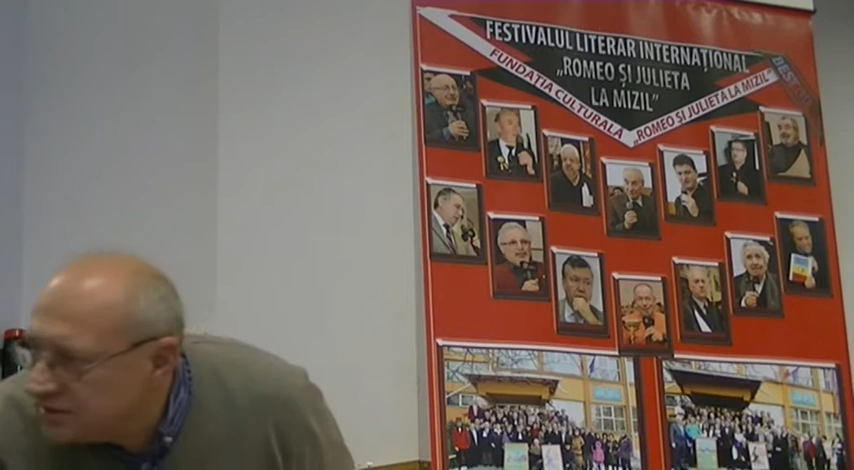 FESTIVALUL LITERAR INTERNAȚIONAL
„ROMEO ȘI JULIETA
LA MIZIL”
FUNDAȚIA CULTURALĂ
„ROMEO ȘI JULIETA LA MIZIL”